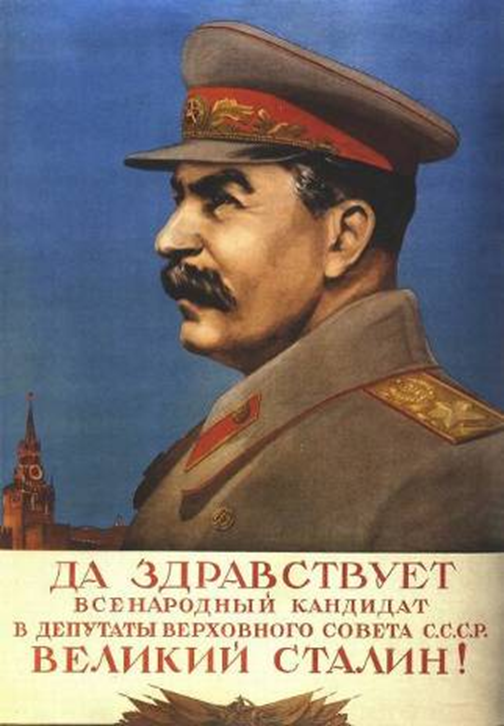 ДА ЗДРАВСТВУЕТ
ВСЕНАРОДНЫЙ КАНДИДАТ
В ДЕПУТАТЫ ВЕРХОВНОГО СОВЕТА С.С.С.Р.
ВЕЛИКИЙ СТАЛИН!